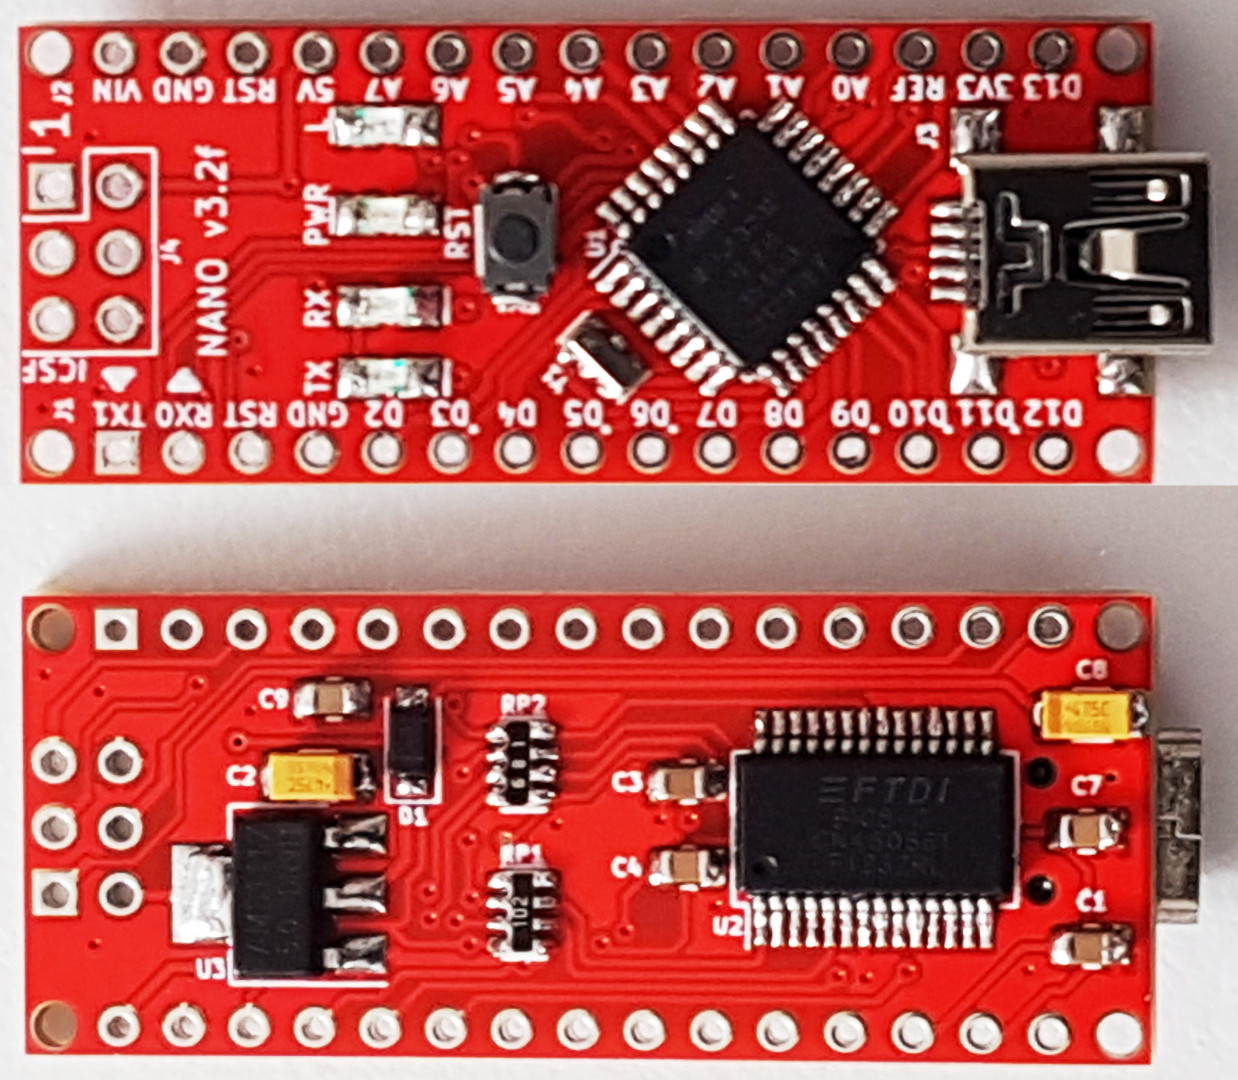 J2
VIN GND RST 5V A7 A6 A5 A4 A3 A2 A1 A0 REF 3V3 D13
1
L
J3
NANO v3.2f
PWR
RST
U1
J4
RX
TX
ICSP
J1
TX1 RX0 RST GND D2 D3 D4 D5 D6 D7 D8 D9 D10 D11 D12
C9
RP2
C8
C2
C3
FTDI
C7
D1
RP1
C4
102
U2
C1
U3
5.0